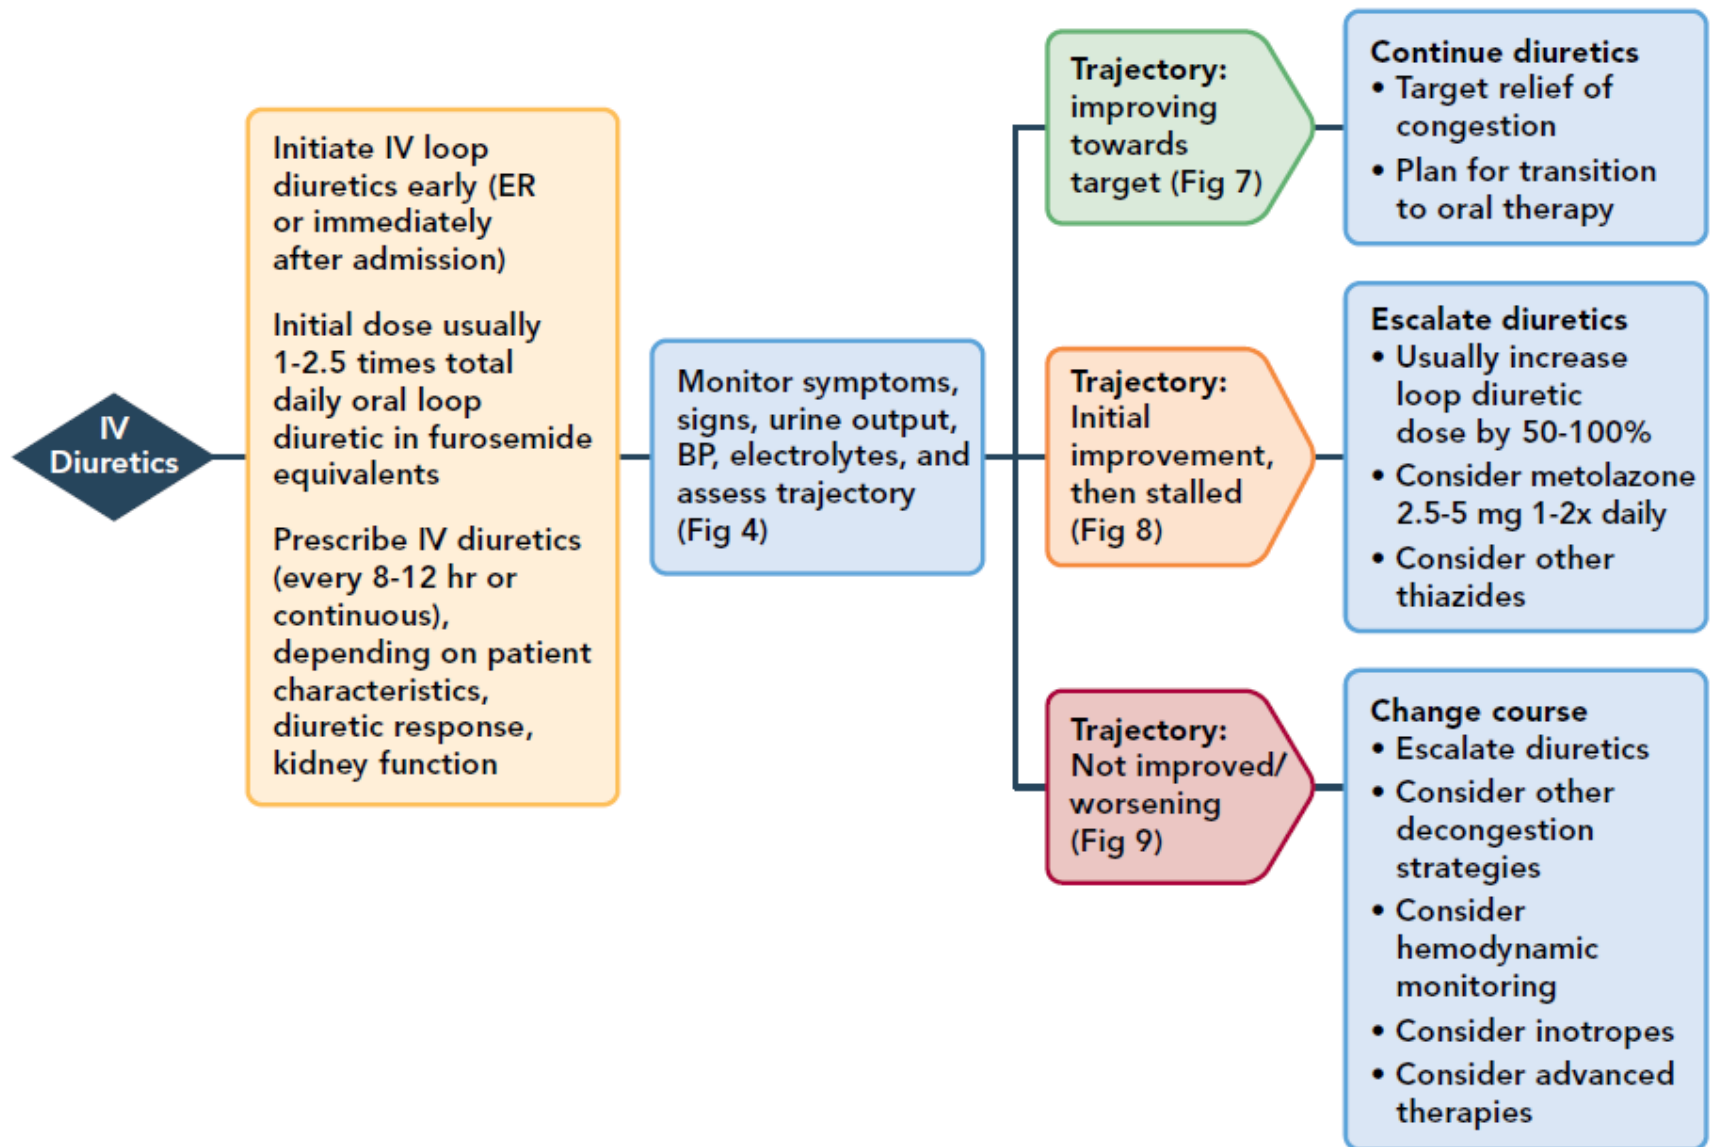 IV
Diuretics
Initiate IV loop
diuretics early (ER
or immediately
after admission)
Initial dose usually
1-2.5 times total
daily oral loop
diuretic in furosemide
equivalents
Prescribe IV diuretics
(every 8-12 hr or
continuous),
depending on patient
characteristics,
diuretic response,
kidney function
Monitor symptoms,
signs, urine output,
BP, electrolytes, and
assess trajectory
(Fig 4)
Trajectory:
improving
towards
target (Fig 7)
Continue diuretics
• Target relief of
congestion
• Plan for transition
to oral therapy
Trajectory:
Initial
improvement,
then stalled
(Fig 8)
Escalate diuretics
• Usually increase
loop diuretic
dose by 50-100%
• Consider metolazone
2.5-5 mg 1-2x daily
• Consider other
thiazides
Trajectory:
Not improved/
worsening
(Fig 9)
Change course
• Escalate diuretics
• Consider other
decongestion
strategies
• Consider
hemodynamic
monitoring
• Consider inotropes
• Consider advanced
therapies